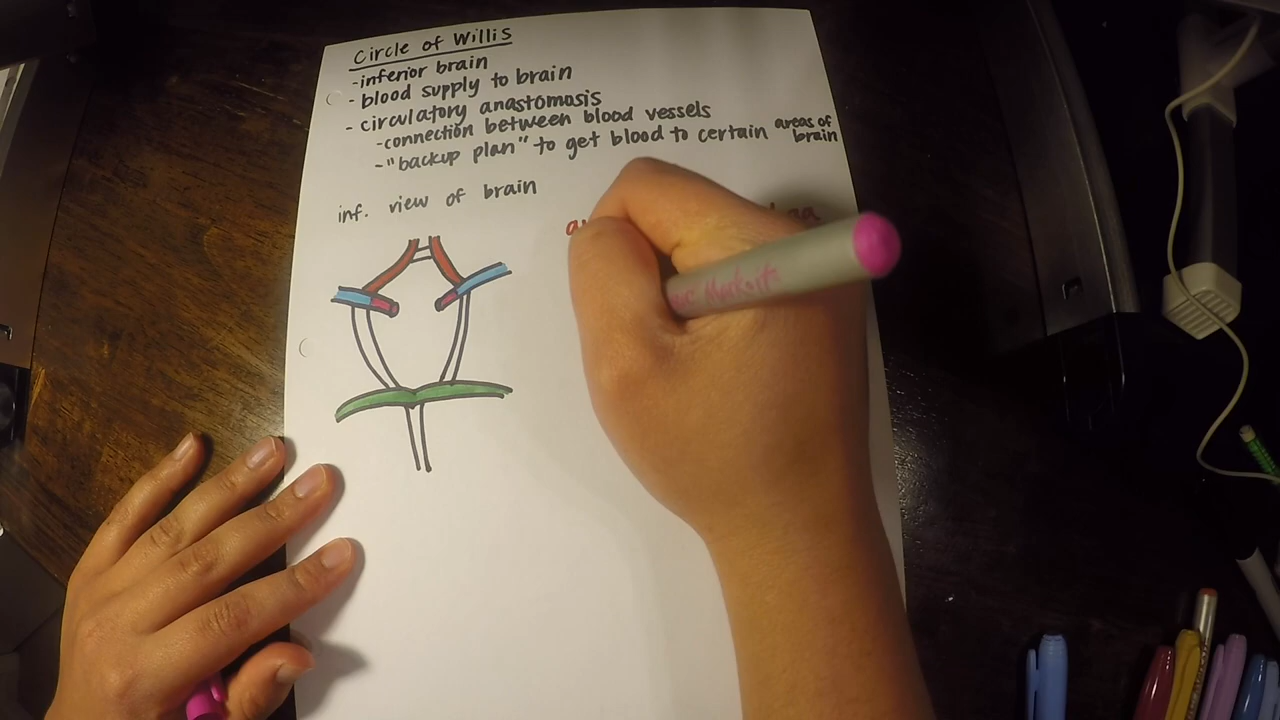 Circle of Willis
-inferior brain
- blood supply to brain
- circulatory anastomosis
-connection between blood vessels
-"backup plan" to get blood to certain areas of brain
inf. view of brain